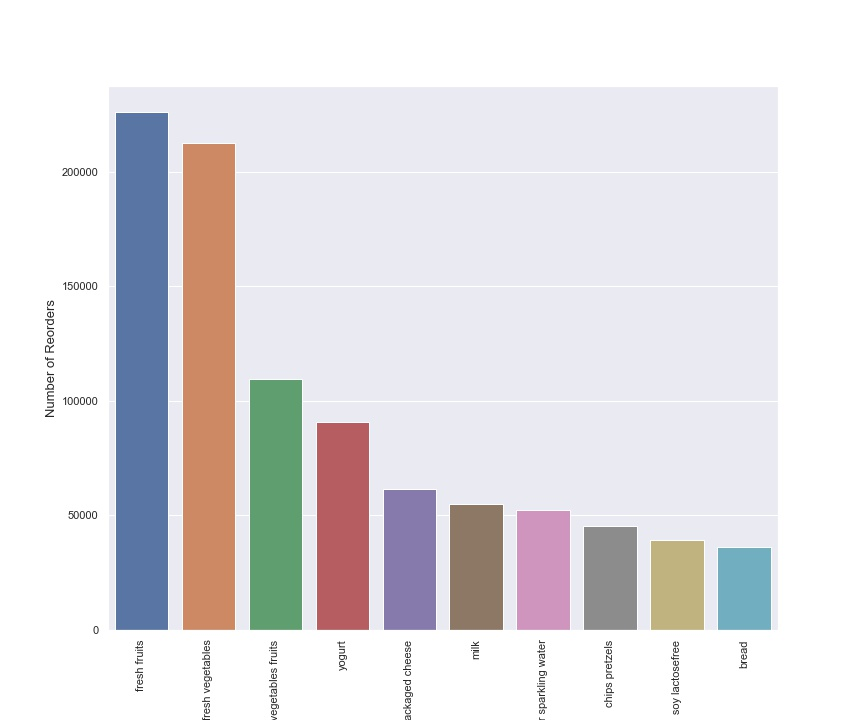 200000
150000
100000
50000
0
Number of Reorders
fresh fruits
fresh vegetables
vegetables fruits
yogurt
ackaged cheese
milk
r sparkling water
chips pretzels
soy lactosefree
bread